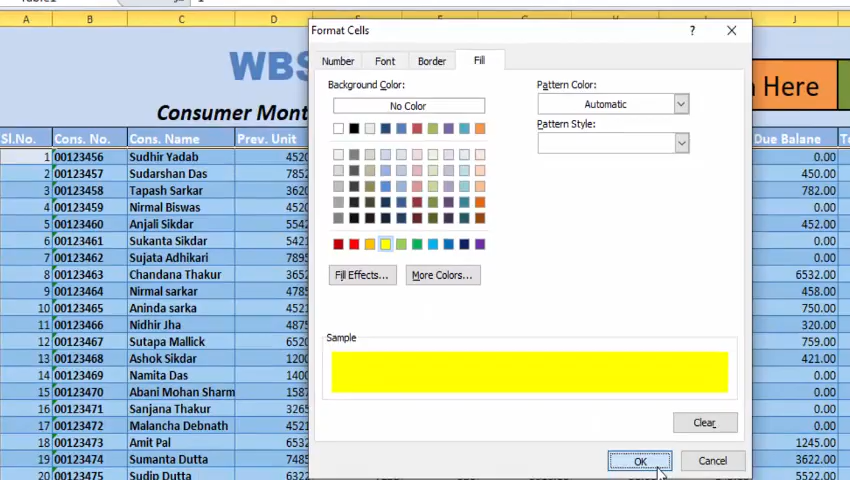 A B C D J
Format Cells ?
Number Font Border Fill
Background Color:
No Color
Pattern Color:
Automatic
Pattern Style:
Fill Effects... More Colors...
Sample
Clear
OK Cancel
WBS
Here
Consumer Mont
Sl.No. Cons. No. Cons. Name Prev. Unit Due Balane
1 00123456 Sudhir Yadab 4520 0.00
2 00123457 Sudarshan Das 7852 450.00
3 00123458 Tapash Sarkar 3620 782.00
4 00123459 Nirmal Biswas 4520 0.00
5 00123460 Anjali Sikdar 5542 452.00
6 00123461 Sukanta Sikdar 5421 0.00
7 00123462 Sujata Adhikari 7895 0.00
8 00123463 Chandana Thakur 3652 6532.00
9 00123464 Nirmal sarkar 4785 458.00
10 00123465 Aninda sarka 4521 750.00
11 00123466 Nidhir Jha 4875 320.00
12 00123467 Sutapa Mallick 4520 759.00
13 00123468 Ashok Sikdar 1200 421.00
14 00123469 Namita Das 1400 0.00
15 00123470 Abani Mohan Sharm 1452 0.00
16 00123471 Sanjana Thakur 3265 0.00
17 00123472 Malancha Debnath 4521 0.00
18 00123473 Amit Pal 6532 1245.00
19 00123474 Sumanta Dutta 7485 3622.00
20 00123475 Sudip Dutta 0.00